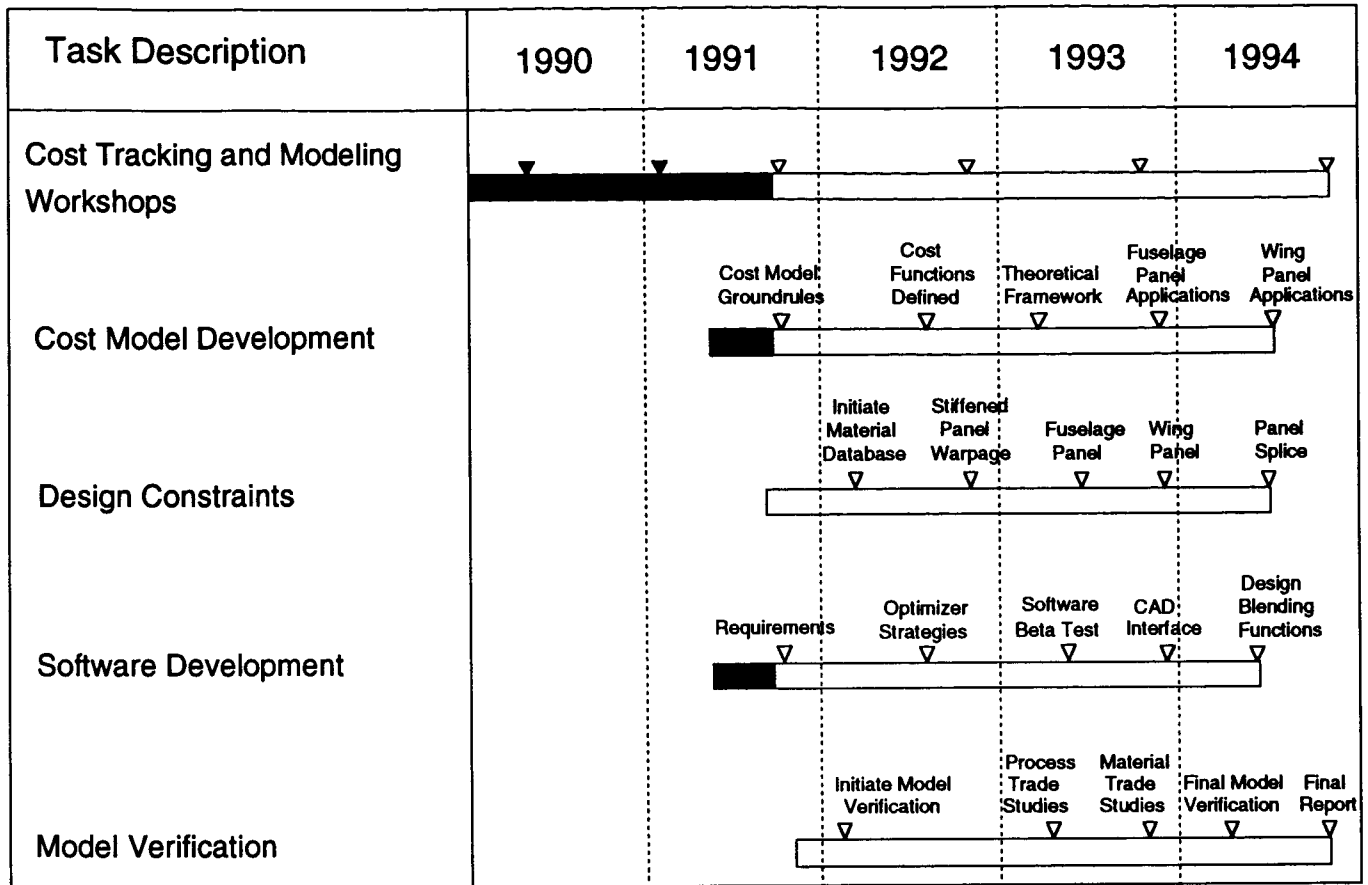 Task Description
1990
1991
1992
1993
1994
Cost Tracking and Modeling
Workshops
Cost Model
Groundrules
Cost
Functions
Defined
Theoretical
Framework
Fuselage
Panel
Applications
Wing
Panel
Applications
Cost Model Development
Initiate
Material
Database
Stiffened
Panel
Warpage
Fuselage
Panel
Wing
Panel
Panel
Splice
Design Constraints
Requirements
Optimizer
Strategies
Software
Beta Test
CAD
Interface
Design
Blending
Functions
Software Development
Initiate Model
Verification
Process
Trade
Studies
Material
Trade
Studies
Final Model
Verification
Final
Report
Model Verification